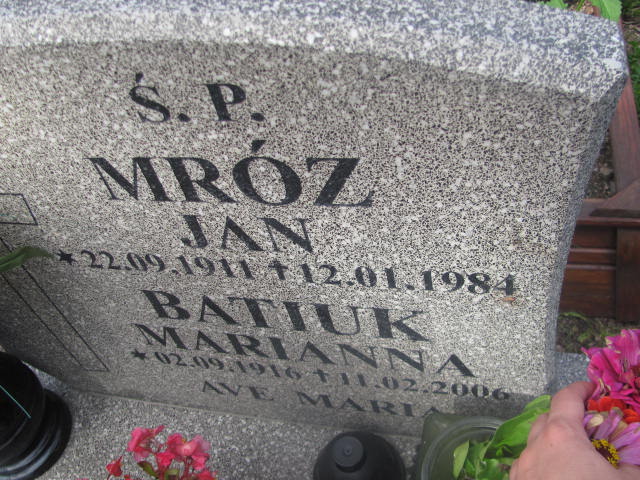 Ś. P.
MRÓZ
JAN
★22.09.1911 ✝12.01.1984
BATIUK
MARIANNA
★02.09.1916 ✝11.02.2006
AVE MARIA